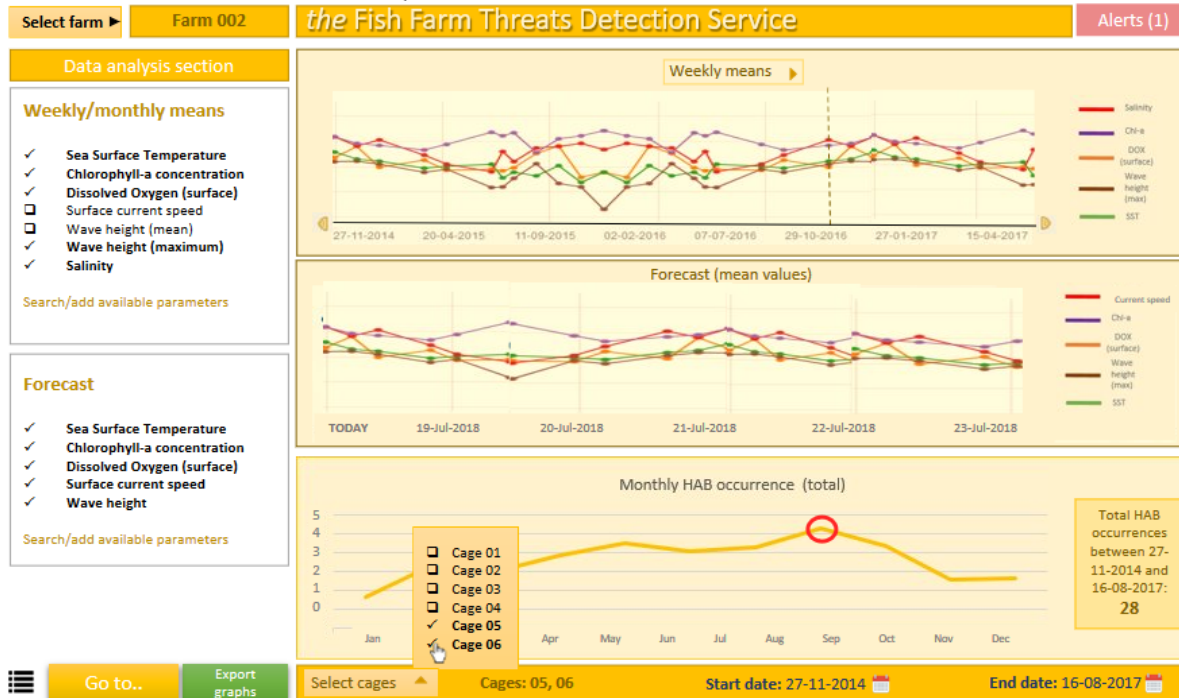 Select farm ►
Farm 002
the Fish Farm Threats Detection Service
Alerts (1)
Data analysis section
Weekly/monthly means
✓ Sea Surface Temperature
✓ Chlorophyll-a concentration
✓ Dissolved Oxygen (surface)
❑ Surface current speed
❑ Wave height (mean)
✓ Wave height (maximum)
✓ Salinity
Search/add available parameters
Forecast
✓ Sea Surface Temperature
✓ Chlorophyll-a concentration
✓ Dissolved Oxygen (surface)
✓ Surface current speed
✓ Wave height
Search/add available parameters
Weekly means
Salinity
Chl-a
DOX
(surface)
Wave
height
(max)
SST
27-11-2014 20-04-2015 11-09-2015 02-02-2016 07-07-2016 29-10-2016 27-01-2017 15-04-2017
Forecast (mean values)
Current speed
Chl-a
DOX
(surface)
Wave
height
(max)
SST
TODAY 19-Jul-2018 20-Jul-2018 21-Jul-2018 22-Jul-2018 23-Jul-2018
Monthly HAB occurrence (total)
5
4
3
2
1
0
Jan Apr May Jun Jul Aug Sep Oct Nov Dec
❑ Cage 01
❑ Cage 02
❑ Cage 03
❑ Cage 04
✓ Cage 05
✓ Cage 06
Total HAB
occurrences
between 27-
11-2014 and
16-08-2017:
28
Go to..
Export
graphs
Select cages
Cages: 05, 06
Start date: 27-11-2014
End date: 16-08-2017